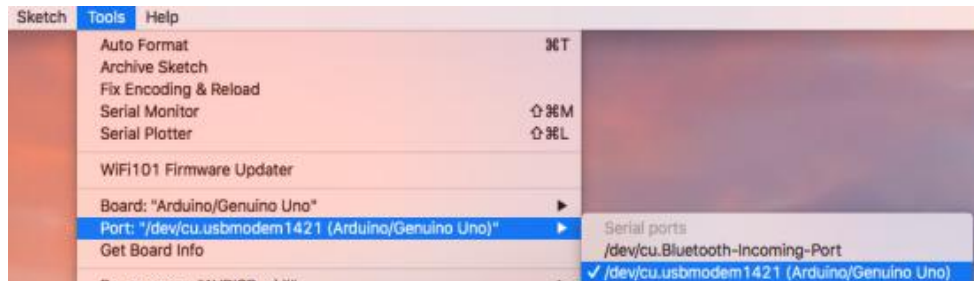 Sketch Tools Help
Auto Format ⌘T
Archive Sketch
Fix Encoding & Reload
Serial Monitor ⇧⌘M
Serial Plotter ⇧⌘L
WiFi101 Firmware Updater
Board: "Arduino/Genuino Uno" ▶
Port: "/dev/cu.usbmodem1421 (Arduino/Genuino Uno)" ▶
Serial ports
Get Board Info
/dev/cu.Bluetooth-Incoming-Port
✓ /dev/cu.usbmodem1421 (Arduino/Genuino Uno)